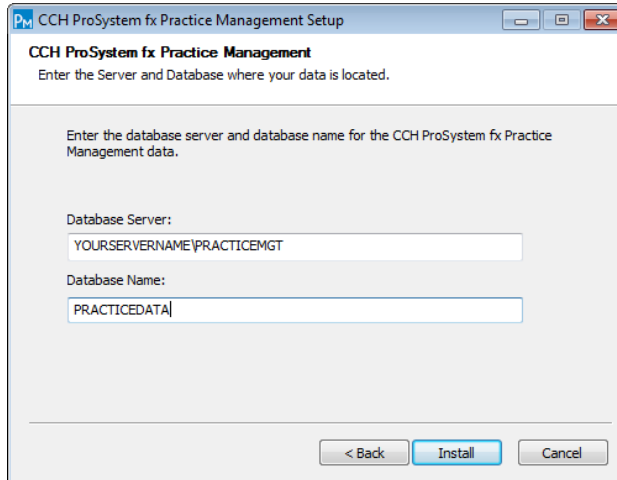 PM CCH ProSystem fx Practice Management Setup
CCH ProSystem fx Practice Management
Enter the Server and Database where your data is located.
Enter the database server and database name for the CCH ProSystem fx Practice
Management data.
Database Server:
YOURSERVERNAME\PRACTICEMGT
Database Name:
PRACTICEDATA
< Back Install Cancel